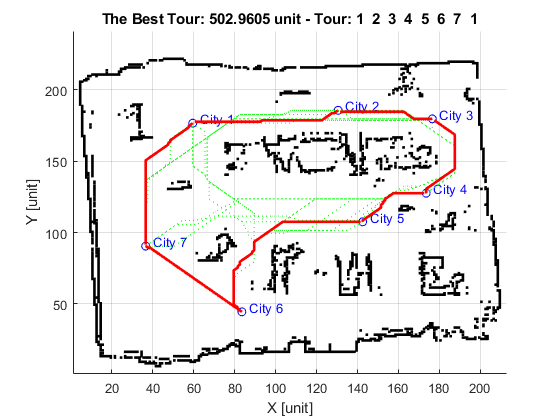 The Best Tour: 502.9605 unit - Tour: 1 2 3 4 5 6 7 1
Y [unit]
200
150
100
50
City 1
City 2
City 3
City 4
City 5
City 7
City 6
20 40 60 80 100 120 140 160 180 200
X [unit]